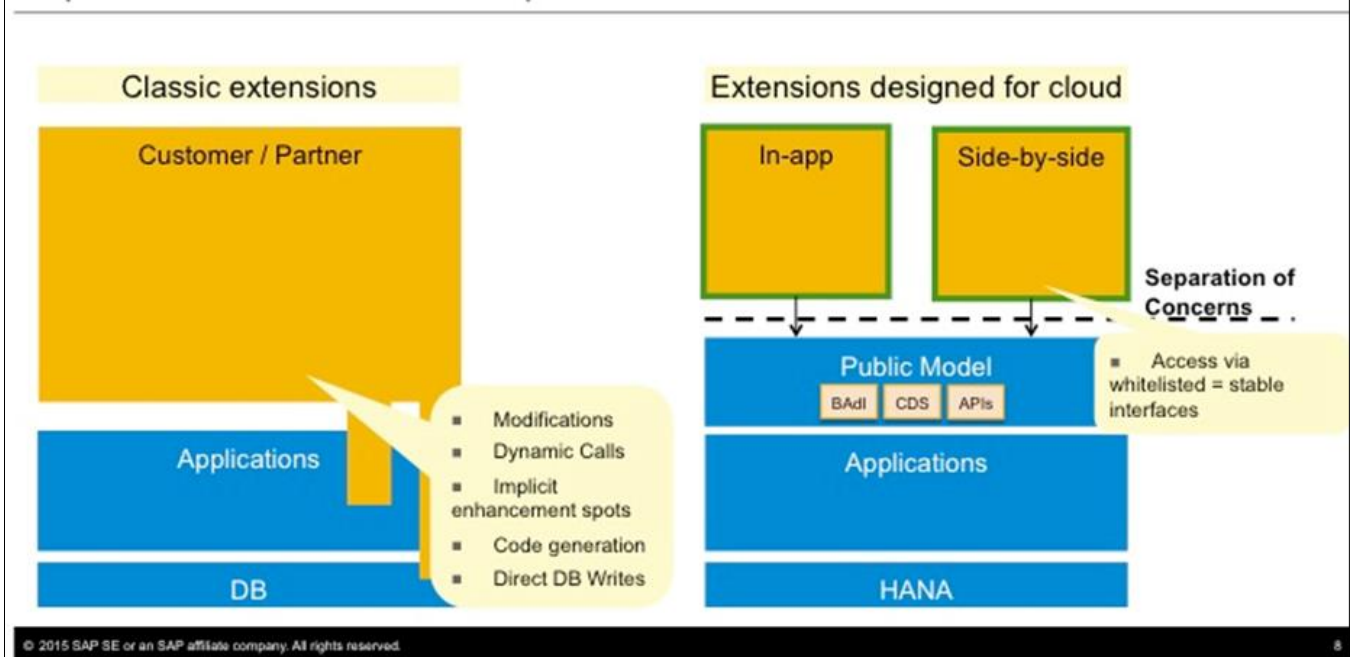 Classic extensions
Customer / Partner
Applications
DB
▪ Modifications
▪ Dynamic Calls
▪ Implicit
enhancement spots
▪ Code generation
▪ Direct DB Writes
Extensions designed for cloud
In-app
Side-by-side
Separation of
Concerns
Public Model
BAdI
CDS
APIs
▪ Access via
whitelisted = stable
interfaces
Applications
HANA
© 2015 SAP SE or an SAP affiliate company. All rights reserved.
8